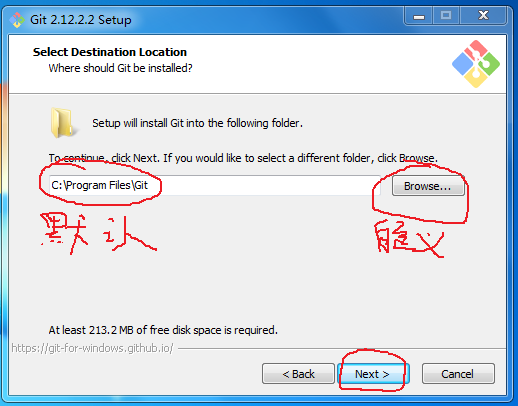 Git 2.12.2.2 Setup
Select Destination Location
Where should Git be installed?
Setup will install Git into the following folder.
To continue, click Next. If you would like to select a different folder, click Browse.
C:\Program Files\Git
Browse...
默认
自定义
At least 213.2 MB of free disk space is required.
https://git-for-windows.github.io/
< Back
Next >
Cancel